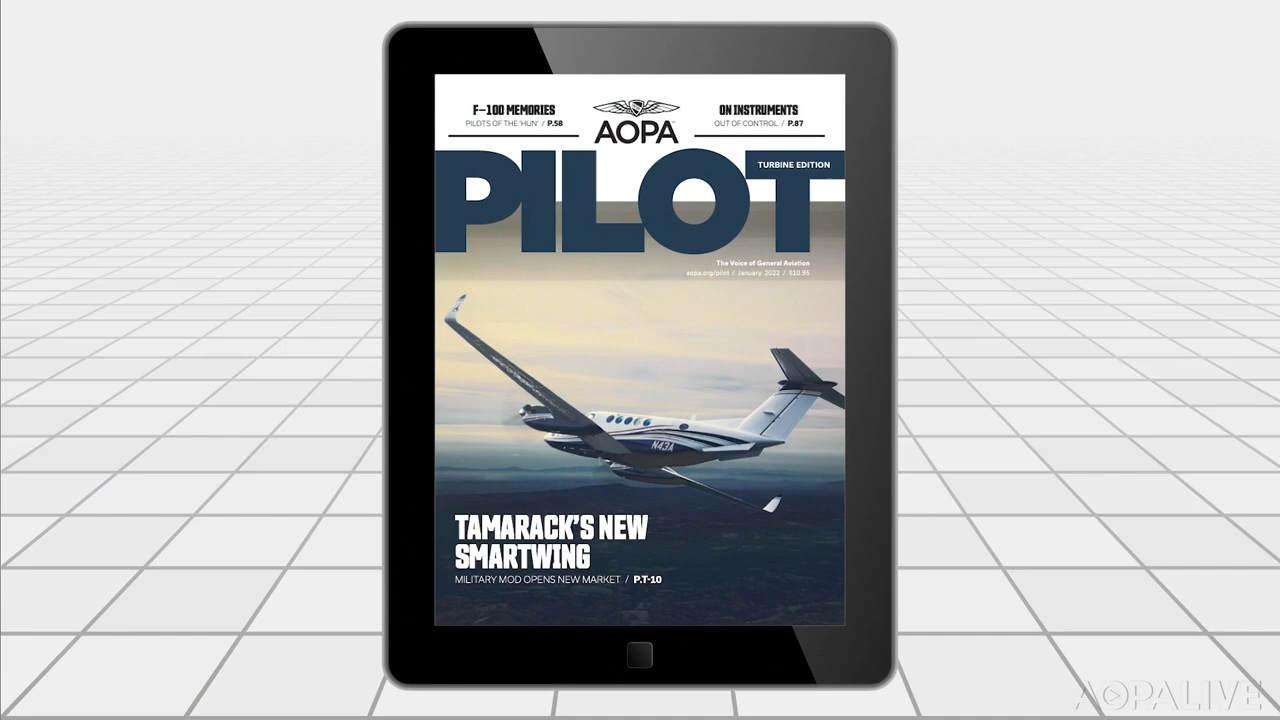 F-100 MEMORIES
PILOTS OF THE 'HUN' / P.58
AOPA
ON INSTRUMENTS
OUT OF CONTROL / P.87
PILOT
TURBINE EDITION
The Voice of General Aviation
aopa.org/pilot / January 2022 / $10.95
N43A
TAMARACK'S NEW
SMARTWING
MILITARY MOD OPENS NEW MARKET / P.T-10
AOPA LIVE